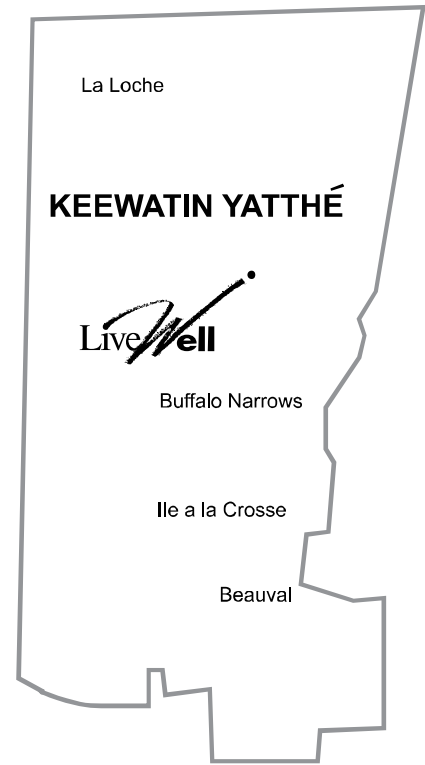 La Loche
KEEWATIN YATTHÉ
LiveWell
Buffalo Narrows
Ile a la Crosse
Beauval